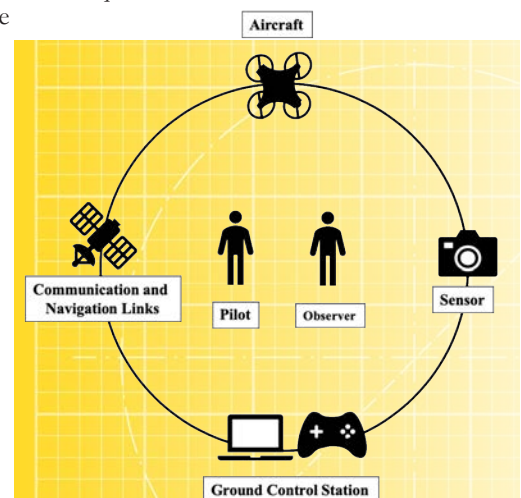 e
Aircraft
Communication and
Navigation Links
Pilot
Observer
Sensor
Ground Control Station